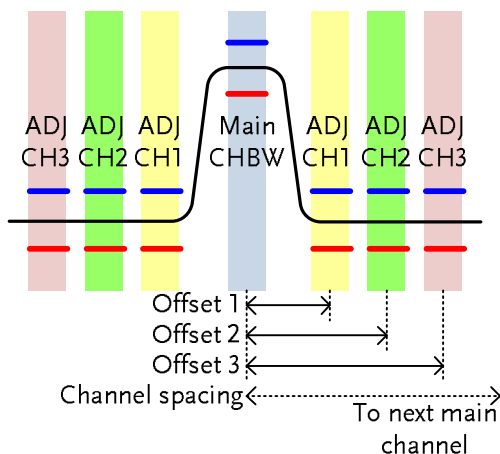 ADJ CH3
ADJ CH2
ADJ CH1
Main CHBW
ADJ CH1
ADJ CH2
ADJ CH3
Offset 1
Offset 2
Offset 3
Channel spacing
To next main
channel